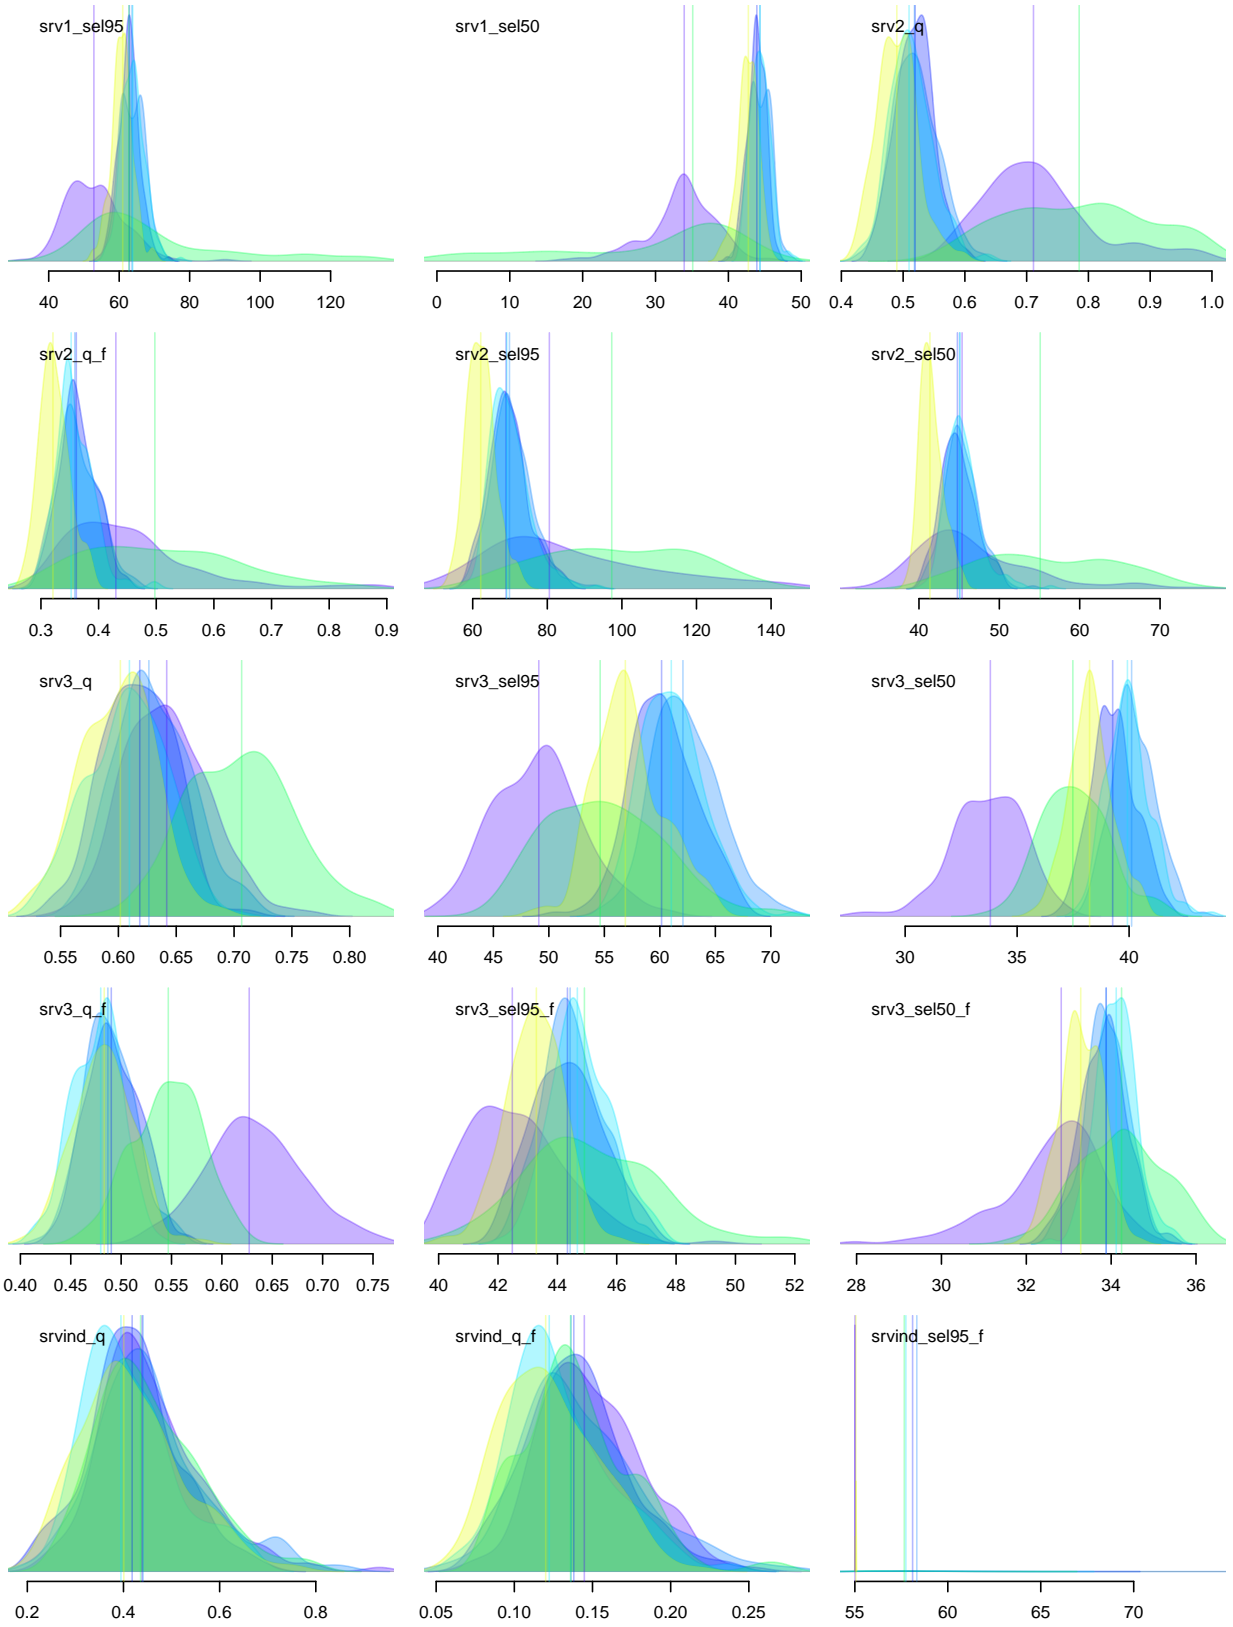 srv1_sel95 srv1_sel50 srv2_q
40 60 80 100 120 0 10 20 30 40 50 0.4 0.5 0.6 0.7 0.8 0.9 1.0
srv2_q_f srv2_sel95 srv2_sel50
0.3 0.4 0.5 0.6 0.7 0.8 0.9 60 80 100 120 140 40 50 60 70
srv3_q srv3_sel95 srv3_sel50
0.55 0.60 0.65 0.70 0.75 0.80 40 45 50 55 60 65 70 30 35 40
srv3_q_f srv3_sel95_f srv3_sel50_f
0.40 0.45 0.50 0.55 0.60 0.65 0.70 0.75 40 42 44 46 48 50 52 28 30 32 34 36
srvind_q srvind_q_f srvind_sel95_f
0.2 0.4 0.6 0.8 0.05 0.10 0.15 0.20 0.25 55 60 65 70